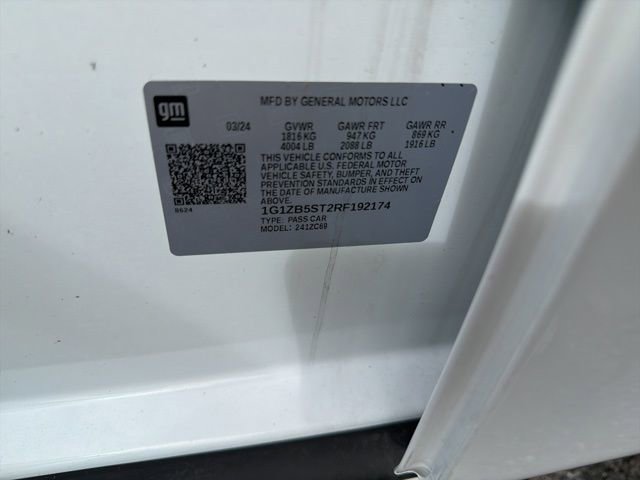 gm
MFD BY GENERAL MOTORS LLC
03/24 GVWR GAWR FRT GAWR RR
1816 KG 947 KG 869 KG
4004 LB 2088 LB 1916 LB
THIS VEHICLE CONFORMS TO ALL
APPLICABLE U.S. FEDERAL MOTOR
VEHICLE SAFETY, BUMPER, AND THEFT
PREVENTION STANDARDS IN EFFECT ON
THE DATE OF MANUFACTURE SHOWN
ABOVE.
8624
1G1ZB5ST2RF192174
TYPE: PASS CAR
MODEL: 241ZC69